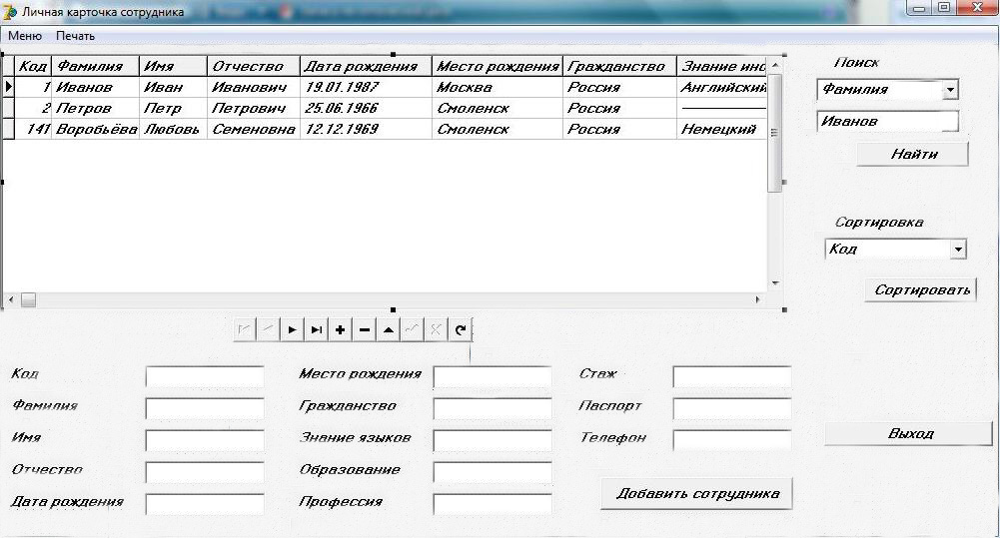 Личная карточка сотрудника
Меню Печать
Код Фамилия Имя Отчество Дата рождения Место рождения Гражданство Знание инс
1 Иванов Иван Иванович 19.01.1987 Москва Россия Английский
2 Петров Петр Петрович 25.06.1966 Смоленск Россия
141 Воробьёва Любовь Семеновна 12.12.1969 Смоленск Россия Немецкий
Поиск
Фамилия
Иванов
Найти
Сортировка
Код
Сортировать
Код
Фамилия
Имя
Отчество
Дата рождения
Место рождения
Гражданство
Знание языков
Образование
Профессия
Стаж
Паспорт
Телефон
Добавить сотрудника
Выход